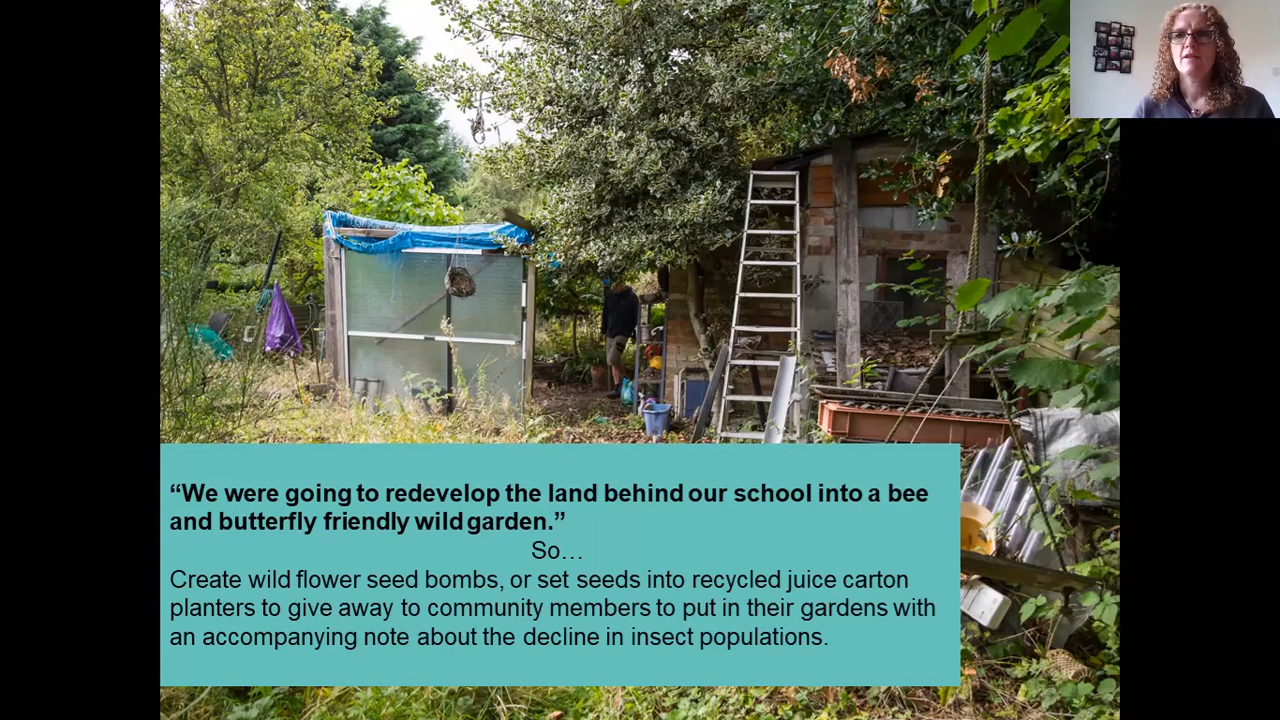 “We were going to redevelop the land behind our school into a bee
and butterfly friendly wild garden.”
So…
Create wild flower seed bombs, or set seeds into recycled juice carton
planters to give away to community members to put in their gardens with
an accompanying note about the decline in insect populations.